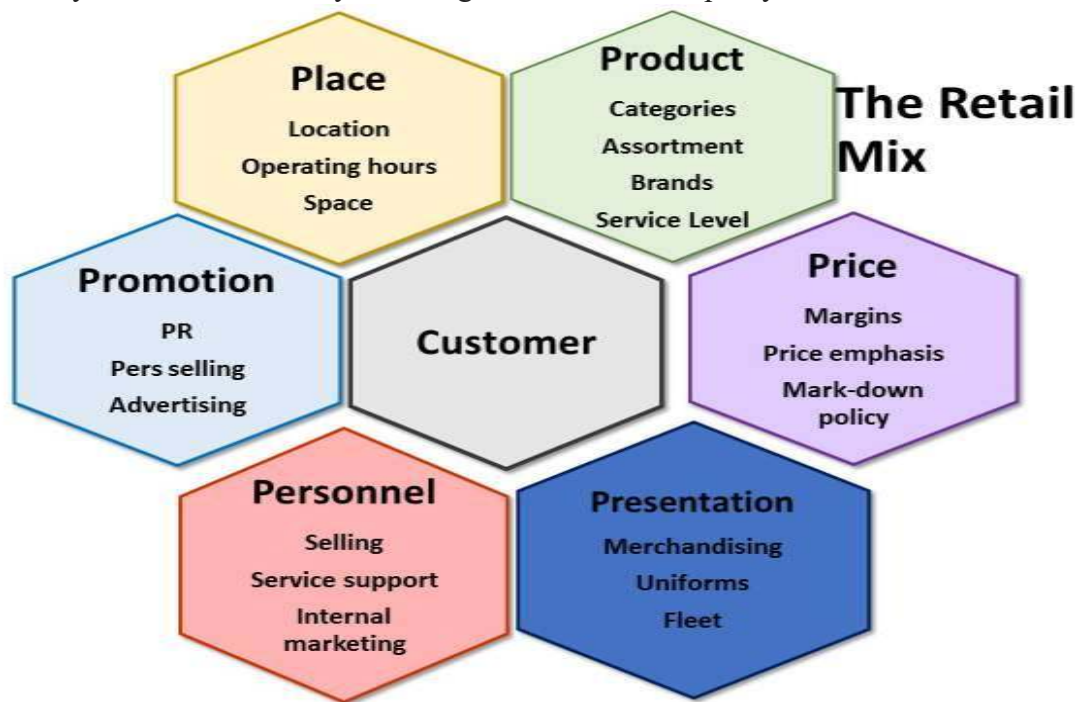 Place
Location
Operating hours
Space
Product
Categories
Assortment
Brands
Service Level
The Retail
Mix
Promotion
PR
Pers selling
Advertising
Customer
Price
Margins
Price emphasis
Mark-down
policy
Personnel
Selling
Service support
Internal
marketing
Presentation
Merchandising
Uniforms
Fleet